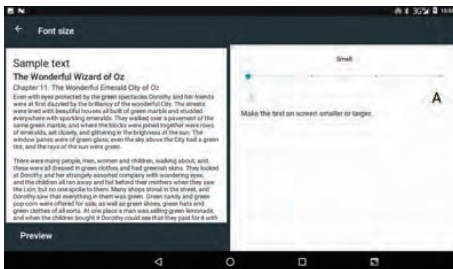 Font size
Sample text
The Wonderful Wizard of Oz
Chapter 11: The Wonderful Emerald City of Oz
Even with eyes protected by the green spectacles Dorothy and her friends
were at first dazzled by the brilliancy of the wonderful City. The streets
were lined with beautiful houses all built of green marble and studded
everywhere with sparkling emeralds. They walked over a pavement of the
same green marble, and where the blocks were joined together were rows
of emeralds, set closely, and glittering in the brightness of the sun. The
window panes were of green glass; even the sky above the City had a green
tint, and the rays of the sun were green.
There were many people, men, women and children, walking about, and
these were all dressed in green clothes and had greenish skins. They looked
at Dorothy and her strangely assorted company with wondering eyes,
and the children all ran away and hid behind their mothers when they saw
the Lion; but no one spoke to them. Many shops stood in the street, and
Dorothy saw that everything in them was green. Green candy and green
pop corn were offered for sale, as well as green shoes, green hats and
green clothes of all sorts. At one place a man was selling green lemonade,
and when the children bought it Dorothy could see that they paid for it with
Preview
Small
A
Make the text on screen smaller or larger.